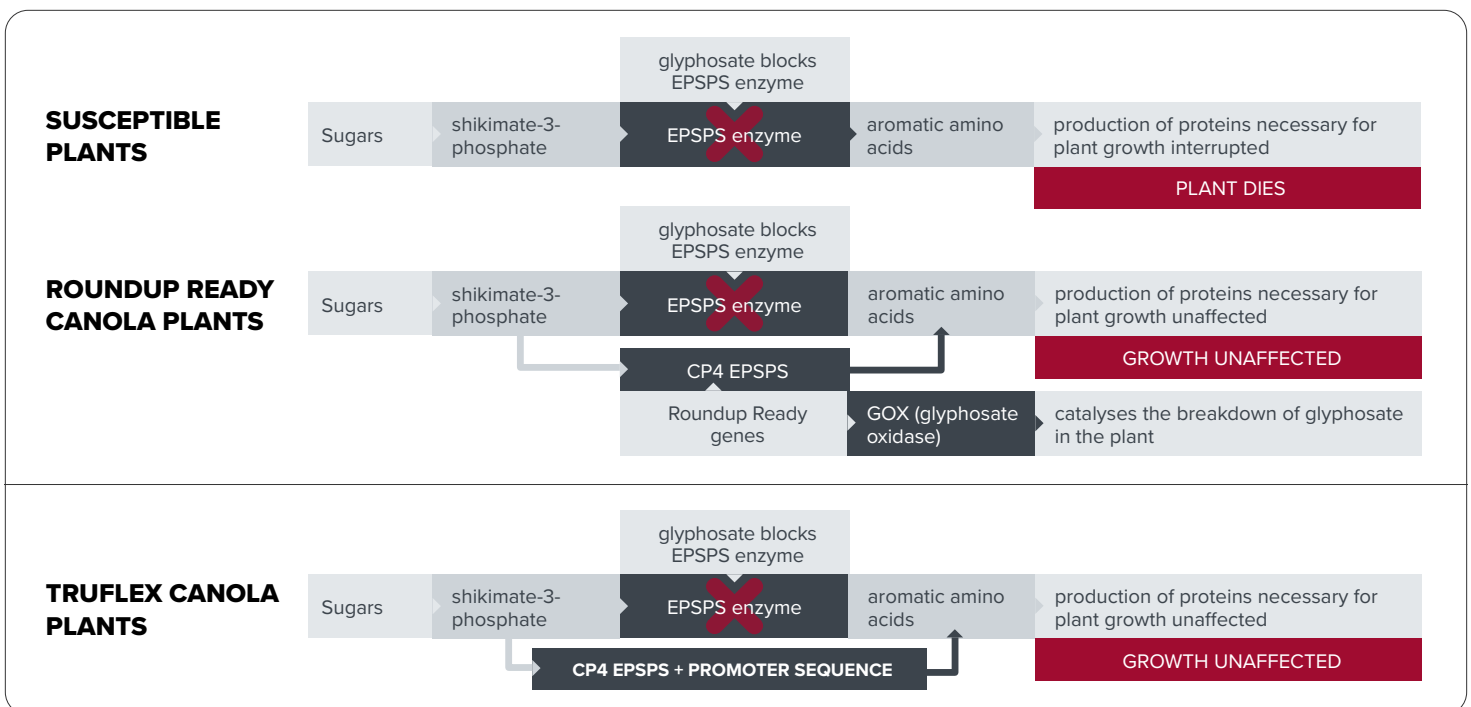 glyphosate blocks
EPSPS enzyme
SUSCEPTIBLE
PLANTS
Sugars
shikimate-3-
phosphate
EPSPS enzyme
aromatic amino
acids
production of proteins necessary for
plant growth interrupted
PLANT DIES
glyphosate blocks
EPSPS enzyme
ROUNDUP READY
CANOLA PLANTS
Sugars
shikimate-3-
phosphate
EPSPS enzyme
aromatic amino
acids
production of proteins necessary for
plant growth unaffected
GROWTH UNAFFECTED
CP4 EPSPS
Roundup Ready
genes
GOX (glyphosate
oxidase)
catalyses the breakdown of glyphosate
in the plant
glyphosate blocks
EPSPS enzyme
TRUFLEX CANOLA
PLANTS
Sugars
shikimate-3-
phosphate
EPSPS enzyme
aromatic amino
acids
production of proteins necessary for
plant growth unaffected
GROWTH UNAFFECTED
CP4 EPSPS + PROMOTER SEQUENCE